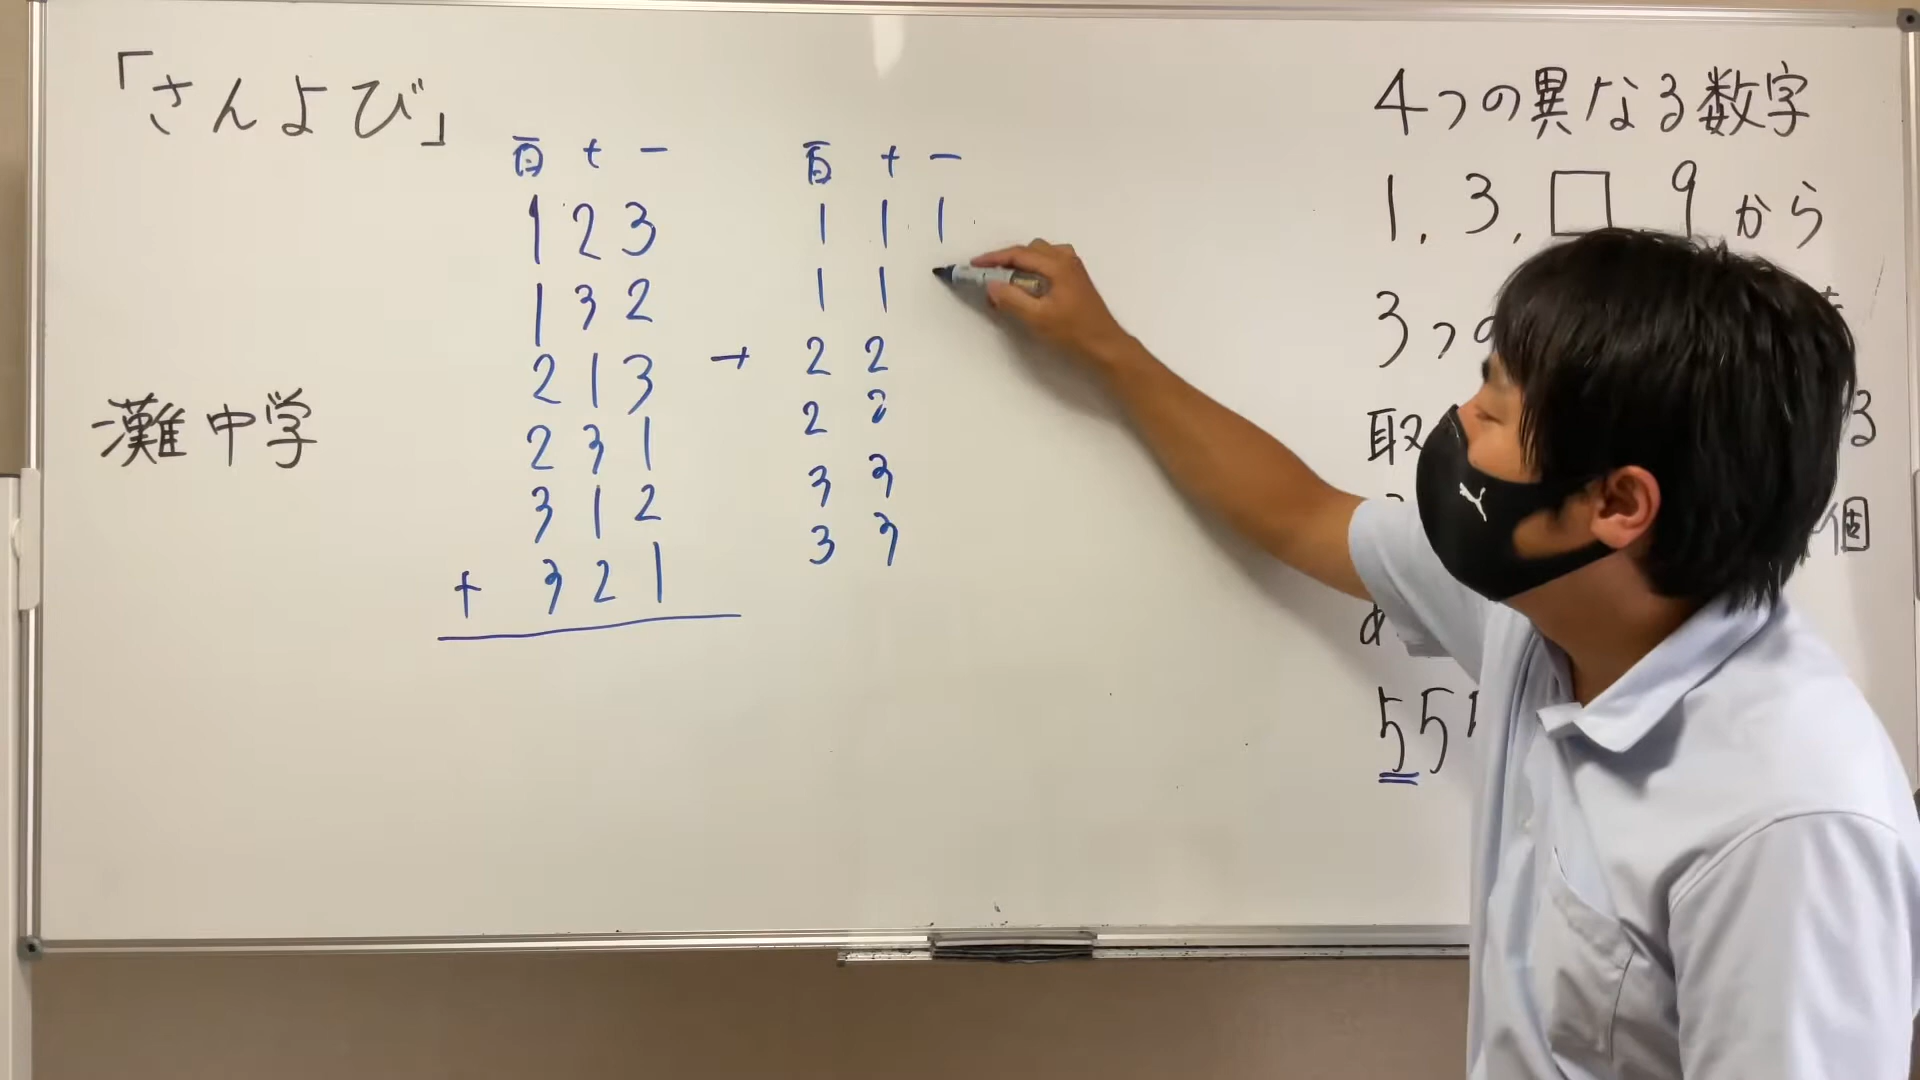 「さんよび」
灘中学
百 十 一
1 2 3
1 3 2
2 1 3
2 3 1
3 1 2
+ 3 2 1
→
百 十 一
1 1 1
1 1
2 2
2 2
3 3
3 3
4つの異なる数字
1, 3, □ 9 から
3つの
取 る
個
め
55